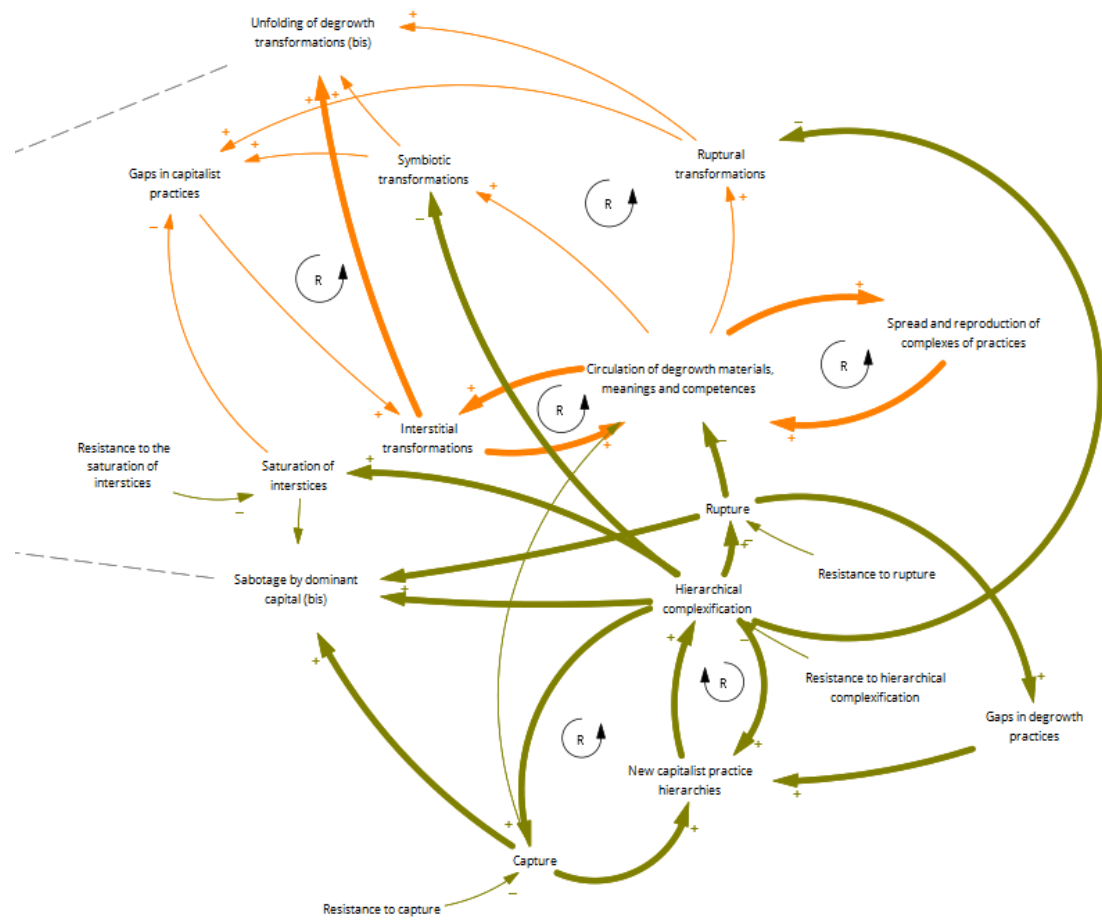 Unfolding of degrowth
transformations (bis)
Gaps in capitalist
practices
Symbiotic
transformations
Ruptural
transformations
R
R
Spread and reproduction of
complexes of practices
Circulation of degrowth materials,
meanings and competences
R
R
Interstitial
transformations
Resistance to the
saturation of
interstices
Saturation of
interstices
Rupture
Resistance to rupture
Sabotage by dominant
capital (bis)
Hierarchical
complexification
Resistance to hierarchical
complexification
R
Gaps in degrowth
practices
R
New capitalist practice
hierarchies
Capture
Resistance to capture